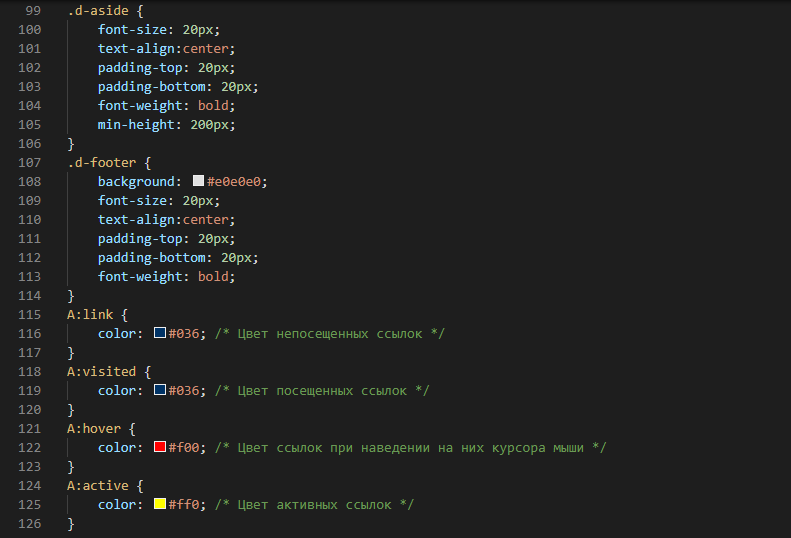 99 .d-aside {
100 font-size: 20px;
101 text-align:center;
102 padding-top: 20px;
103 padding-bottom: 20px;
104 font-weight: bold;
105 min-height: 200px;
106 }
107 .d-footer {
108 background: #e0e0e0;
109 font-size: 20px;
110 text-align:center;
111 padding-top: 20px;
112 padding-bottom: 20px;
113 font-weight: bold;
114 }
115 A:link {
116 color: #036; /* Цвет непосещенных ссылок */
117 }
118 A:visited {
119 color: #036; /* Цвет посещенных ссылок */
120 }
121 A:hover {
122 color: #f00; /* Цвет ссылок при наведении на них курсора мыши */
123 }
124 A:active {
125 color: #ff0; /* Цвет активных ссылок */
126 }